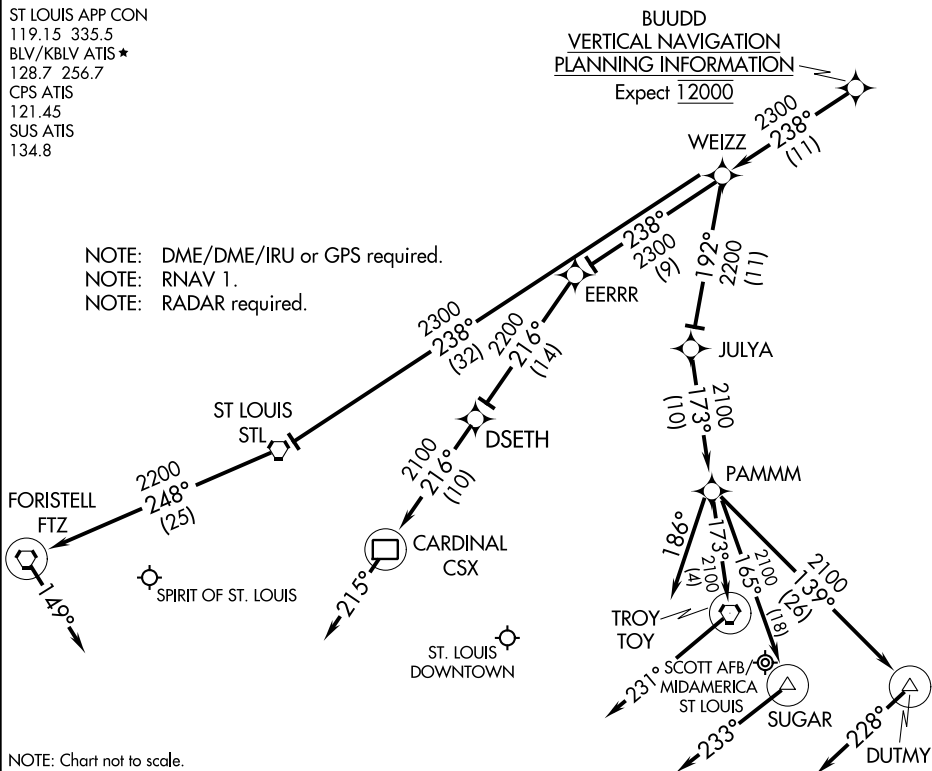 ST LOUIS APP CON
119.15 335.5
BLV/KBLV ATIS ★
128.7 256.7
CPS ATIS
121.45
SUS ATIS
134.8
BUUDD
VERTICAL NAVIGATION
PLANNING INFORMATION
Expect 12000
2300
238°
(11)
WEIZZ
NOTE: DME/DME/IRU or GPS required.
NOTE: RNAV 1.
NOTE: RADAR required.
238°
2300
(9)
192°
2200
(11)
EERRR
2300
238°
(32)
2200
216°
(14)
JULYA
ST LOUIS
STL
DSETH
2100
173°
(10)
2200
248°
(25)
2100
216°
(10)
PAMMM
FORISTELL
FTZ
CARDINAL
CSX
186°
173°
2100
(4)
2100
165°
(18)
2100
139°
(26)
149°
SPIRIT OF ST. LOUIS
215°
TROY
TOY
ST. LOUIS
DOWNTOWN
SCOTT AFB/
MIDAMERICA
ST LOUIS
231°
SUGAR
233°
228°
DUTMY
NOTE: Chart not to scale.